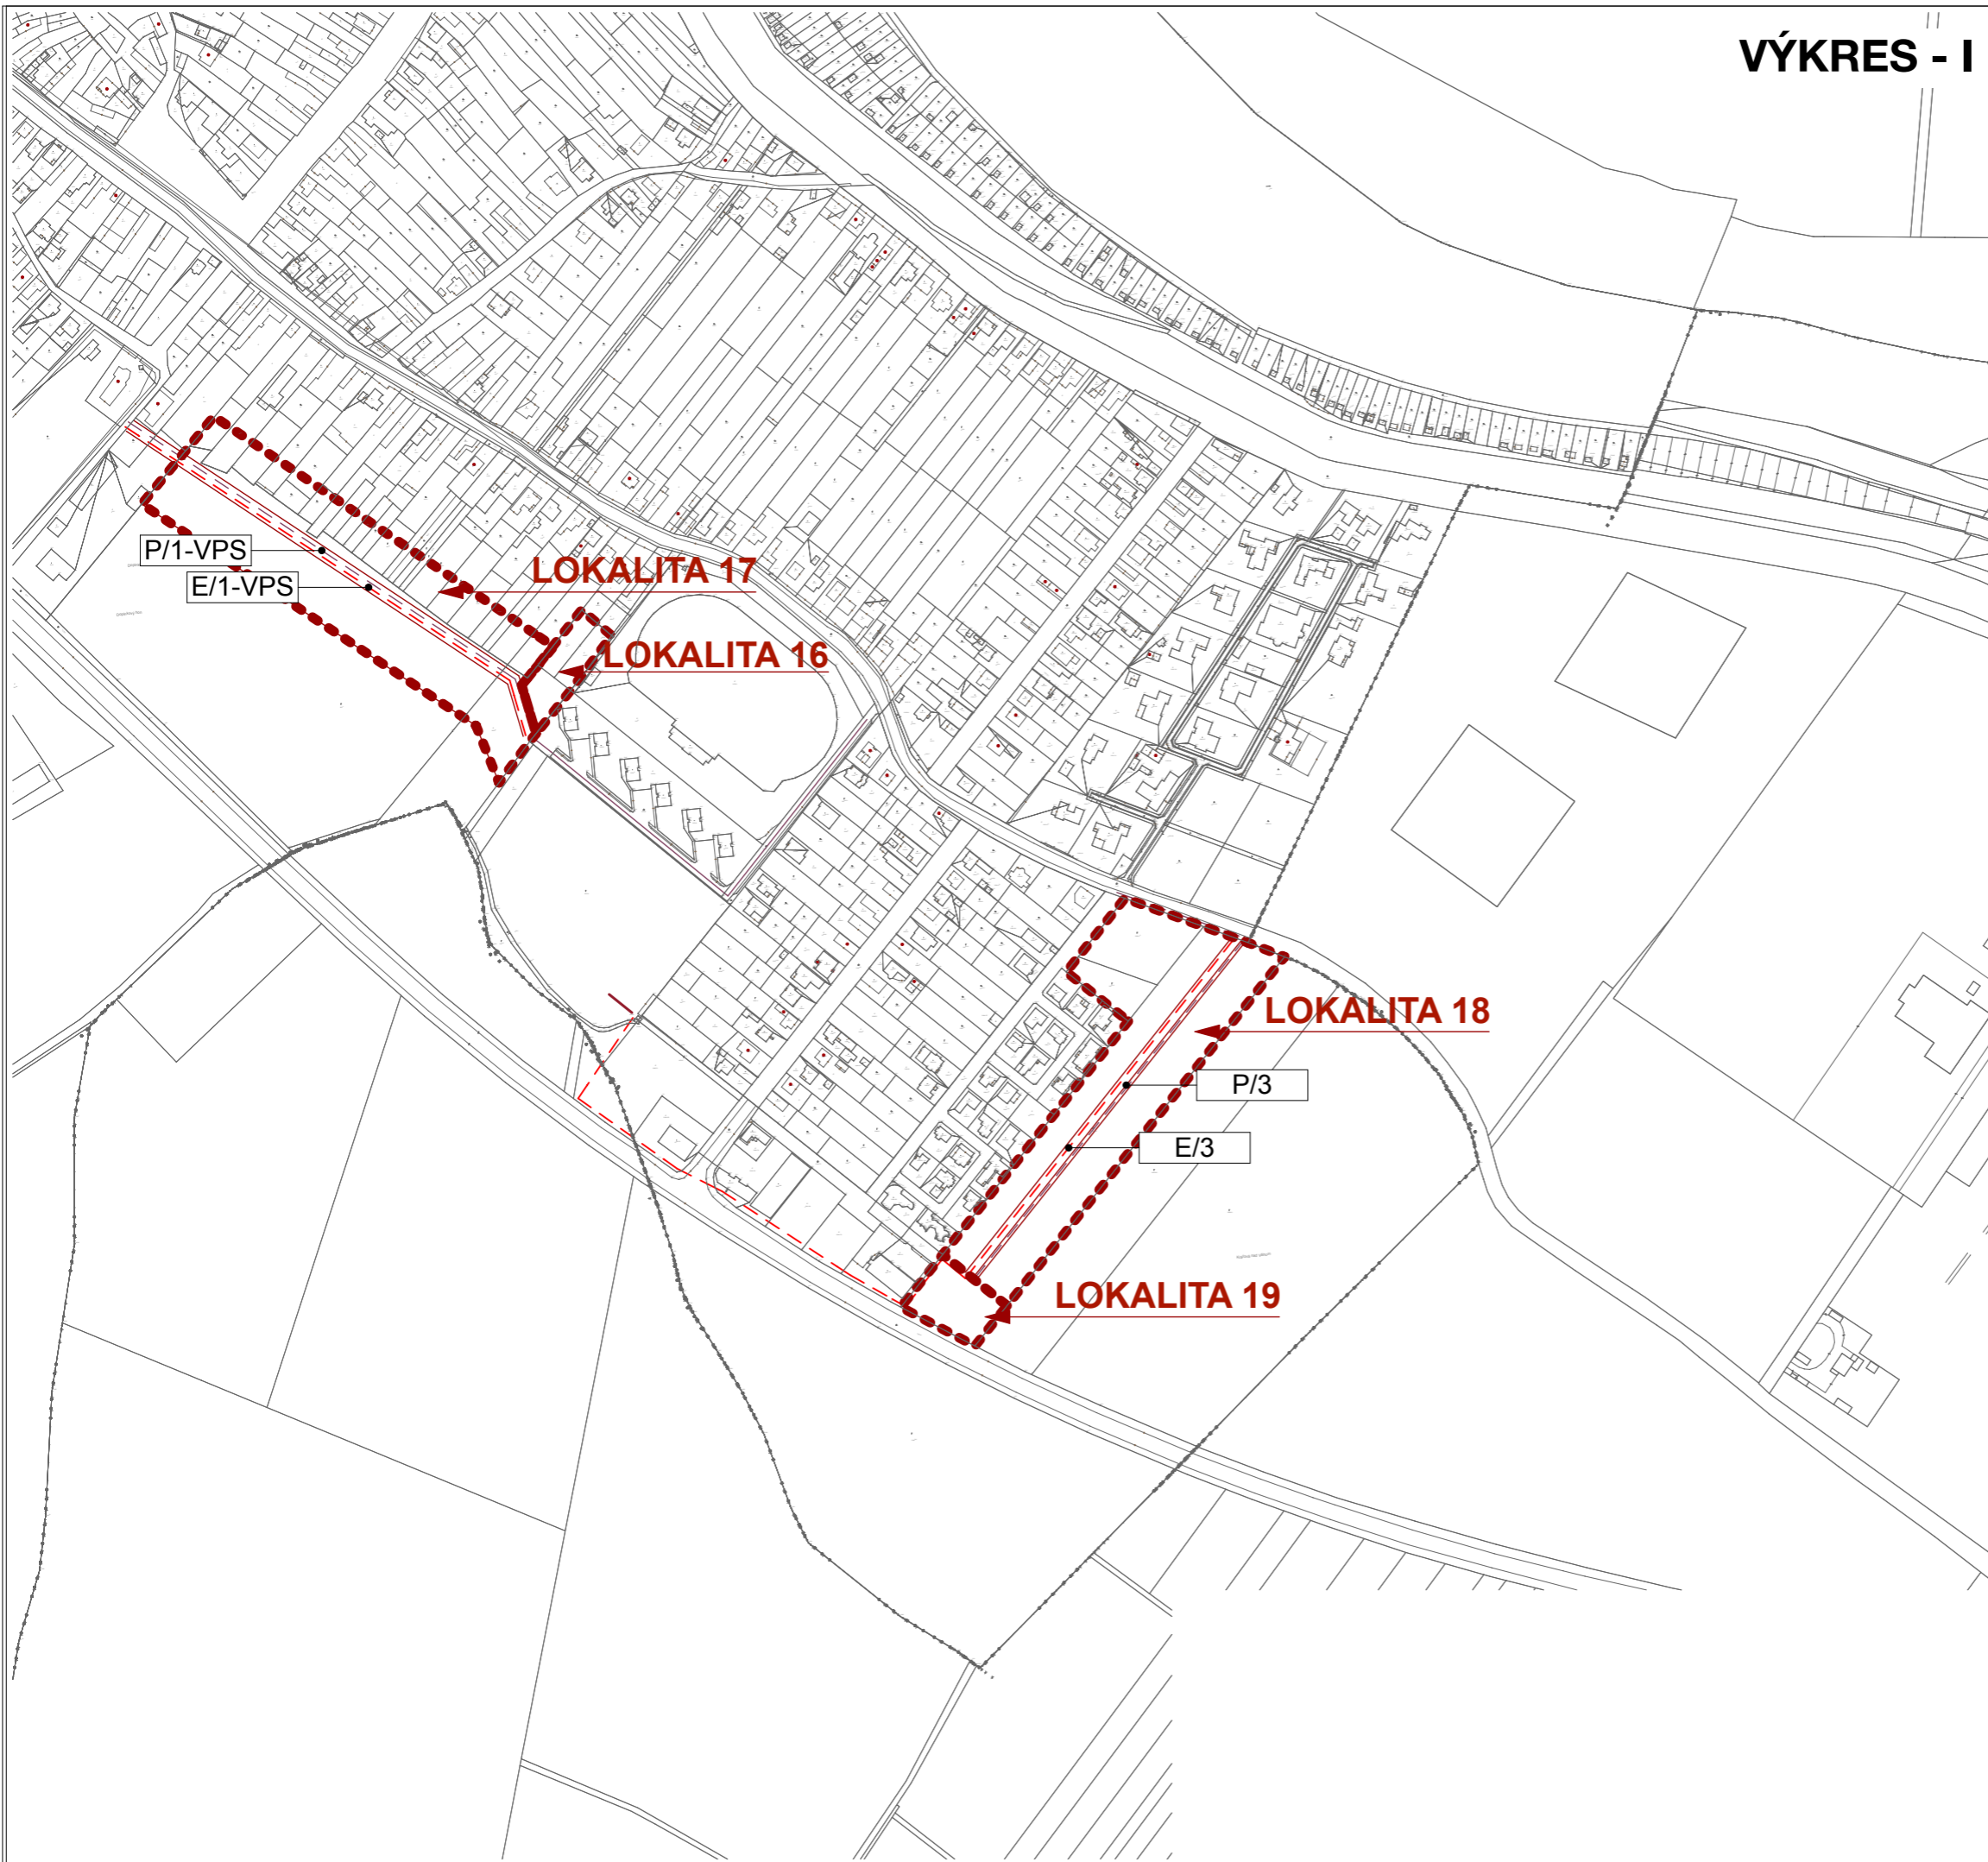 VÝKRES - I
P/1-VPS
E/1-VPS
LOKALITA 17
LOKALITA 16
LOKALITA 18
P/3
E/3
LOKALITA 19